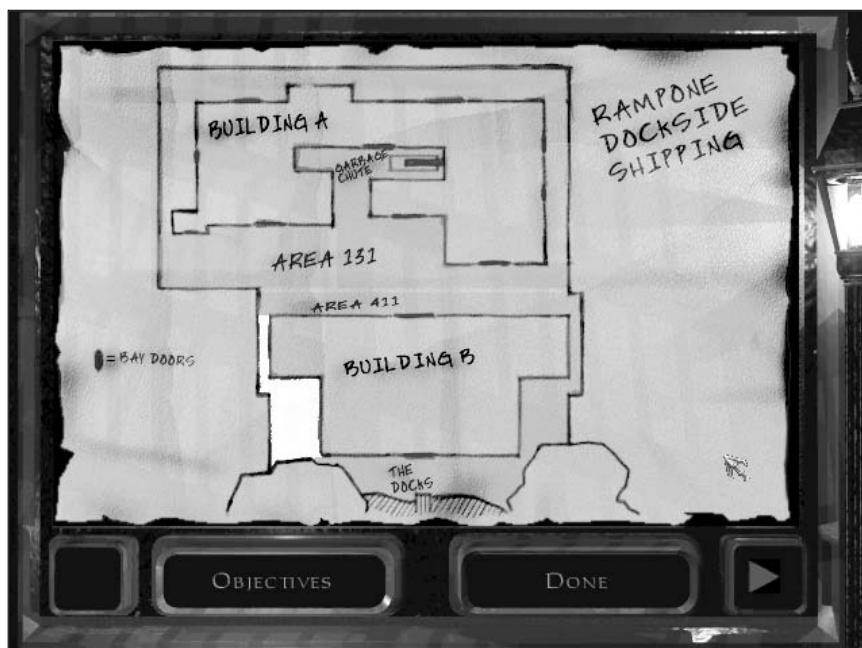 RAMPONE
DOCKSIDE
SHIPPING
BUILDING A
GARBAGE
CHUTE
AREA 131
AREA 411
= BAY DOORS
BUILDING B
THE
DOCKS
OBJECTIVES
DONE